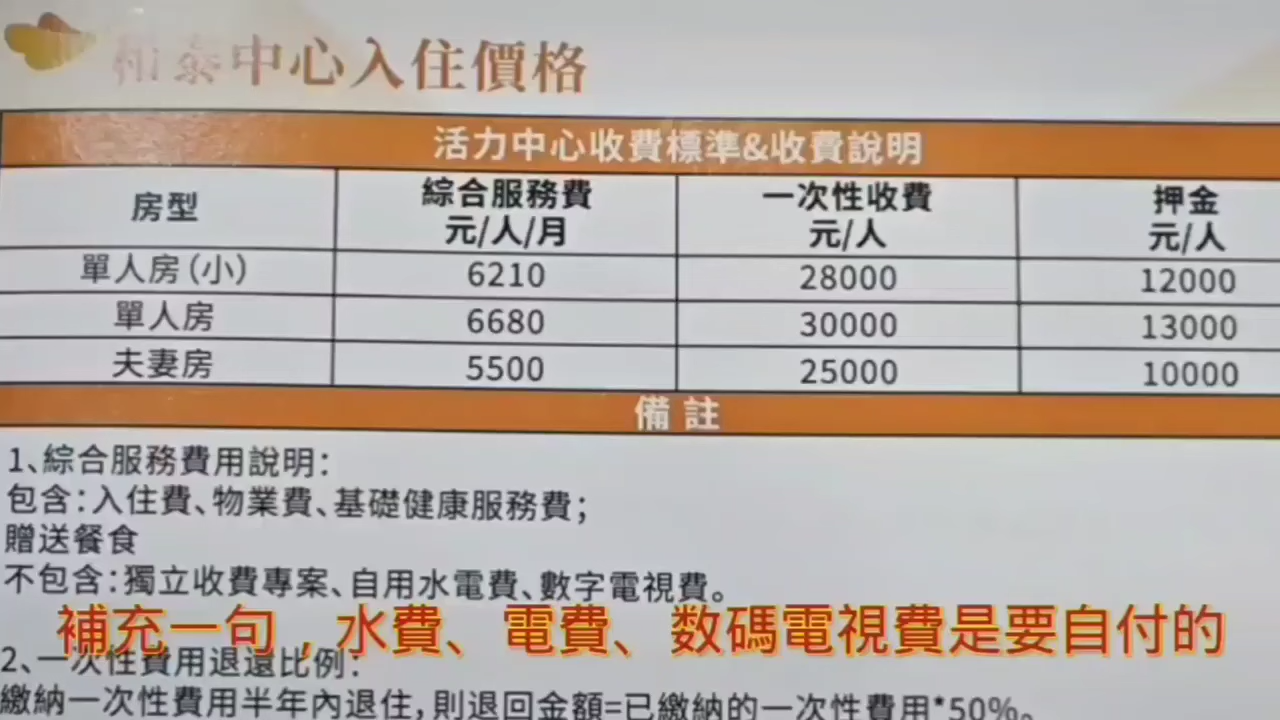 和泰中心入住價格
活力中心收費標準&收費說明
房型 綜合服務費 元/人/月 一次性收費 元/人 押金 元/人
單人房(小) 6210 28000 12000
單人房 6680 30000 13000
夫妻房 5500 25000 10000
備註
1、綜合服務費用說明：
包含：入住費、物業費、基礎健康服務費；
贈送餐食
不包含：獨立收費專案、自用水電費、數字電視費。
補充一句，水費、電費、数碼電視費是要自付的
2、一次性費用退還比例：
繳納一次性費用半年內退住，則退回金額=已繳納的一次性費用*50%。